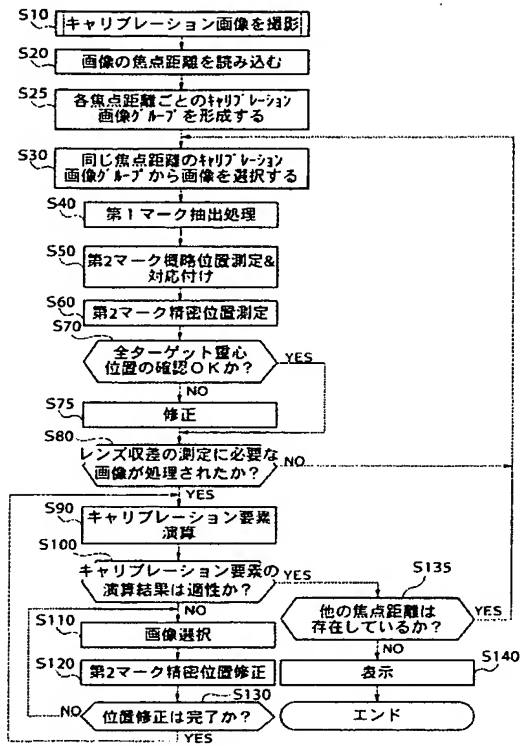 S10
キャリブレーション画像を撮影
S20
画像の焦点距離を読み込む
S25
各焦点距離ごとのｷｬﾘﾌﾞﾚｰｼｮﾝ
画像ｸﾞﾙｰﾌﾟを形成する
S30
同じ焦点距離のｷｬﾘﾌﾞﾚｰｼｮﾝ
画像ｸﾞﾙｰﾌﾟから画像を選択する
S40
第1マーク抽出処理
S50
第2マーク概略位置測定&
対応付け
S60
第2マーク精密位置測定
S70
全ターゲット重心
位置の確認OKか?
YES
NO
S75
修正
S80
レンズ収差の測定に必要な
画像が処理されたか?
NO
YES
S90
キャリブレーション要素
演算
S100
キャリブレーション要素の
演算結果は適性か?
YES
NO
S135
他の焦点距離は
存在しているか?
YES
NO
S110
画像選択
S140
表示
S120
第2マーク精密位置修正
S130
NO
位置修正は完了か?
エンド
YES